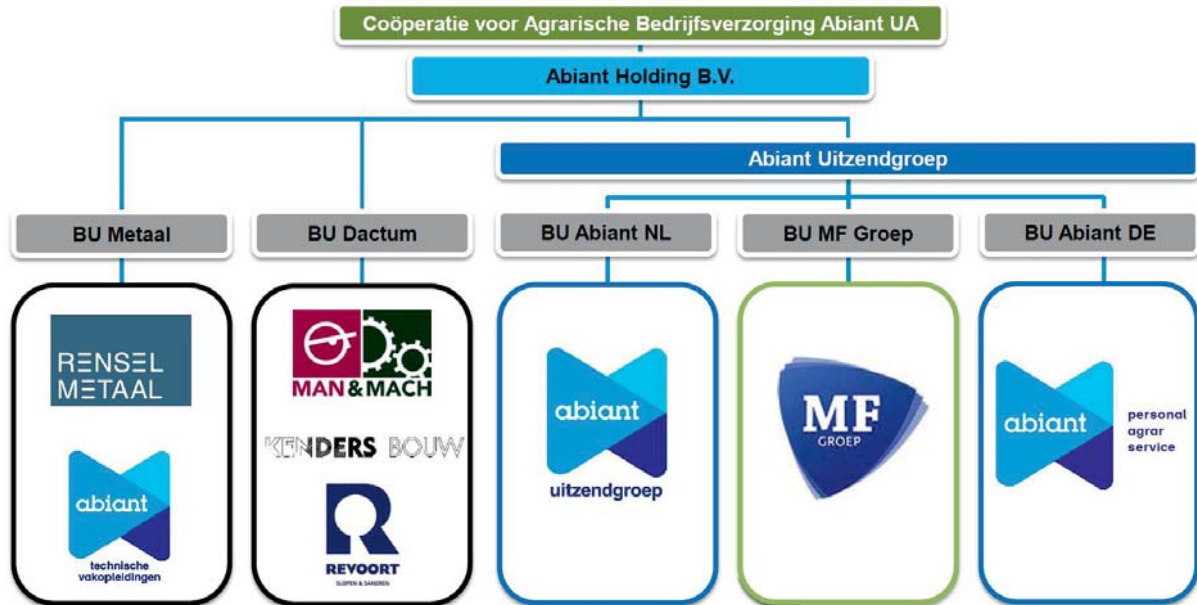 Coöperatie voor Agrarische Bedrijfsverzorging Abiant UA
Abiant Holding B.V.
Abiant Uitzendgroep
BU Metaal
BU Dactum
BU Abiant NL
BU MF Groep
BU Abiant DE
RENSEL
METAAL
abiant
technische
vakopleidingen
MAN & MACH
KENDERS BOUW
R
REVOORT
SLOPEN & SANEREN
abiant
uitzendgroep
MF
GROEP
abiant
personal
agrar
service